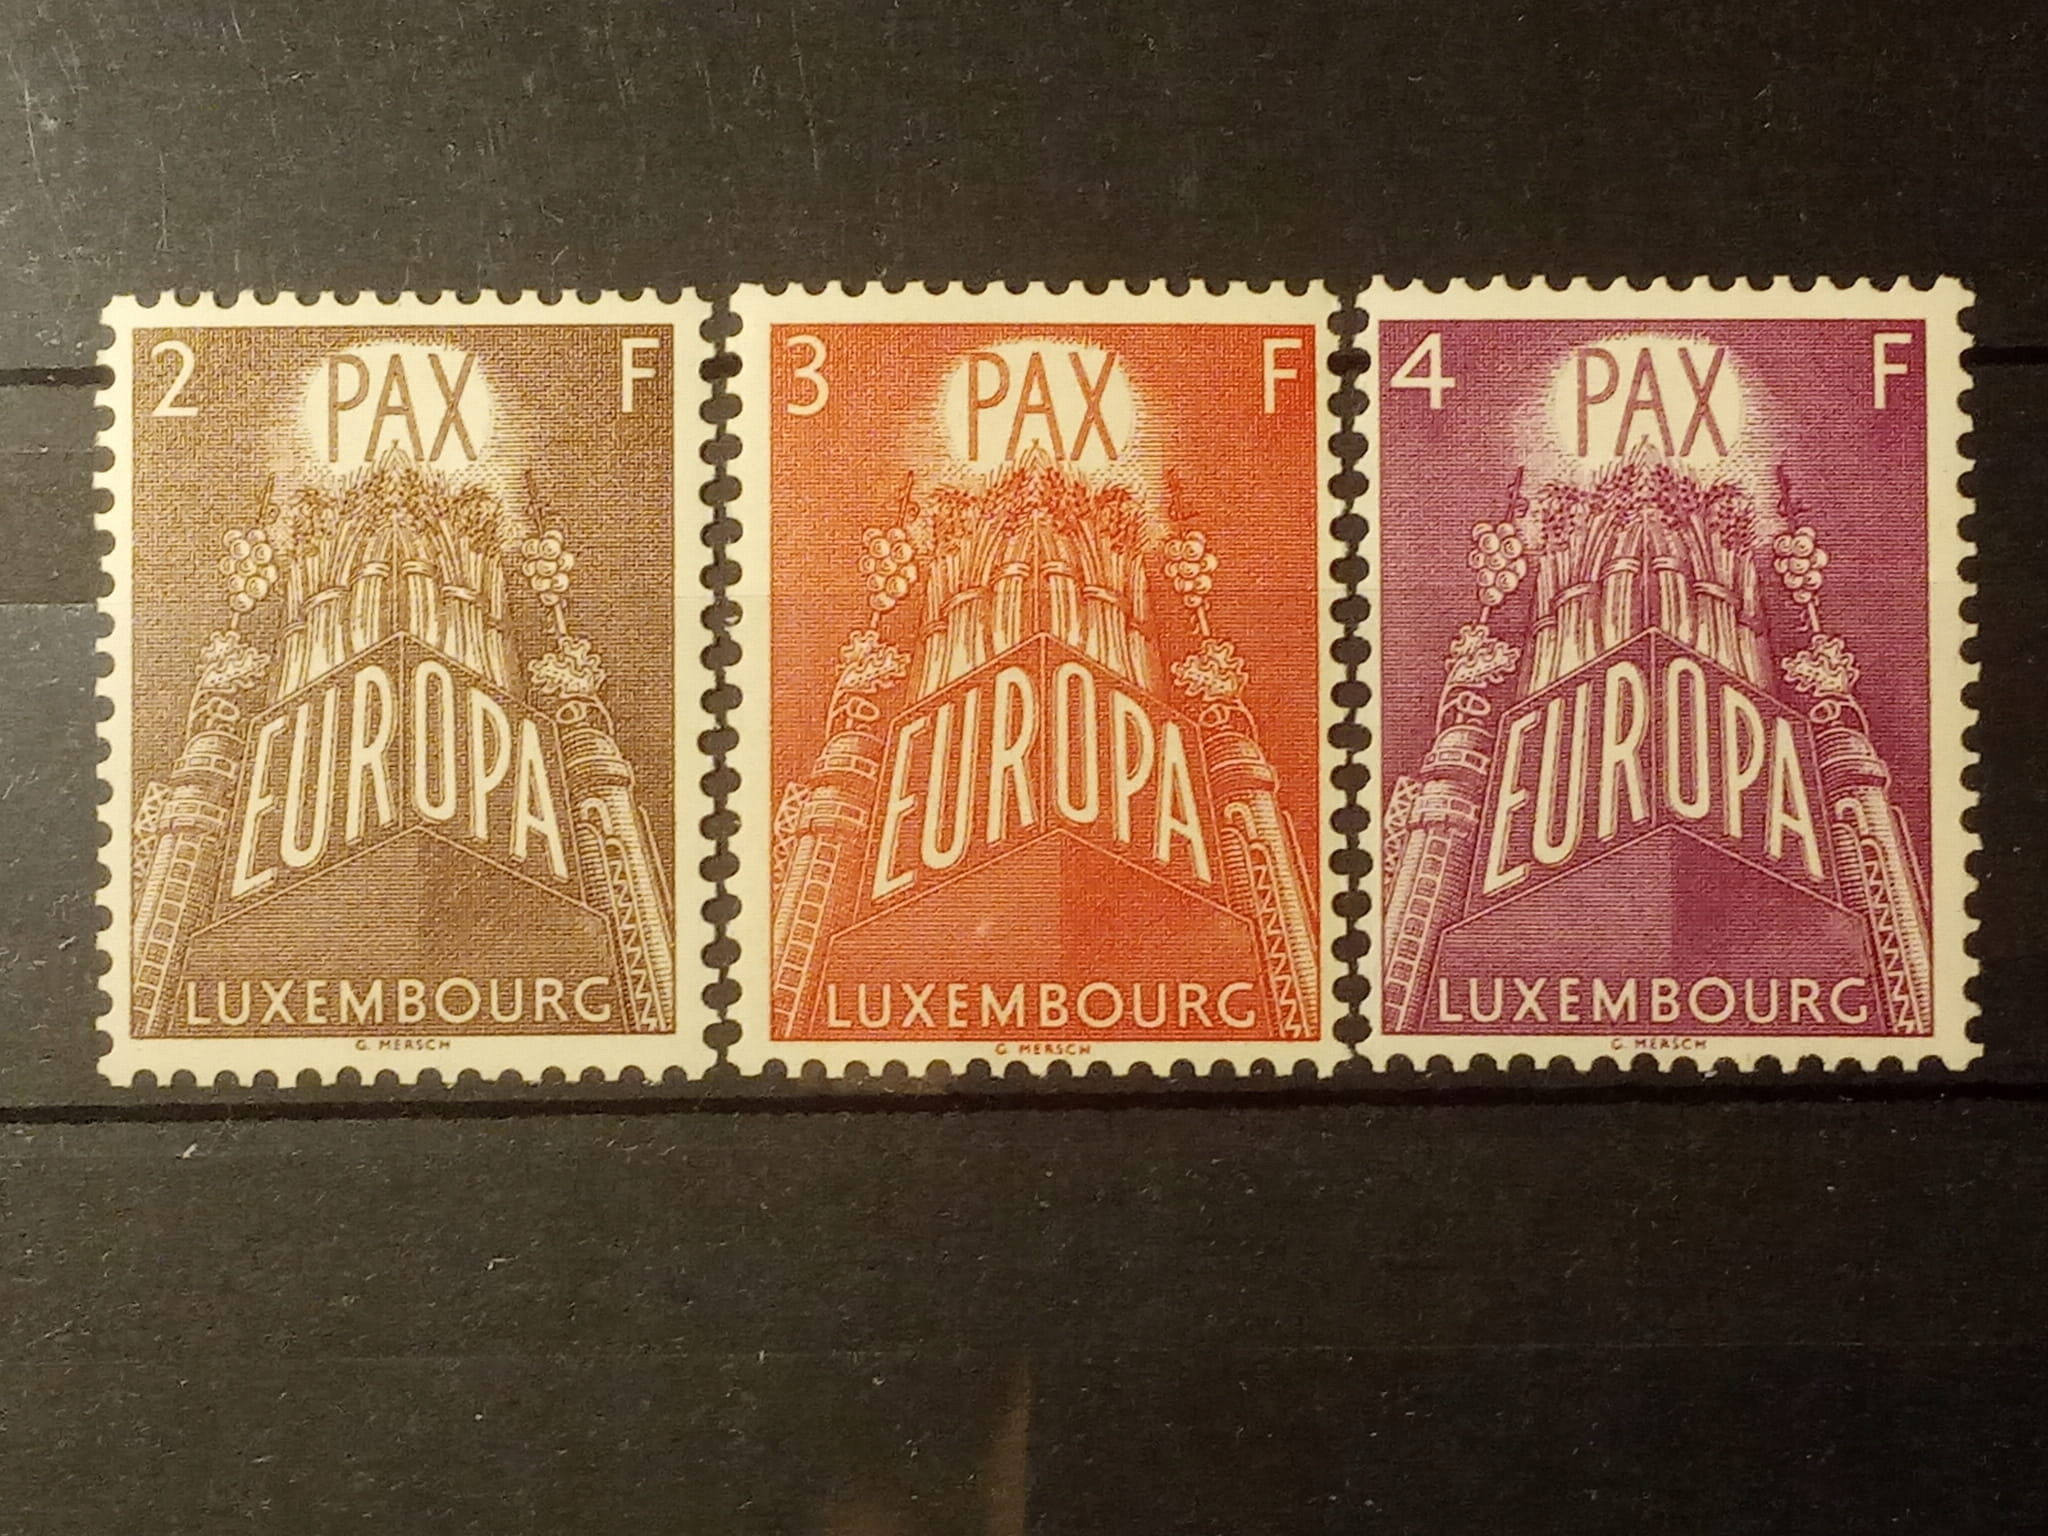 2 PAX F
EUROPA
LUXEMBOURG
G. MERSCH
3 PAX F
EUROPA
LUXEMBOURG
G. MERSCH
4 PAX F
EUROPA
LUXEMBOURG
G. MERSCH